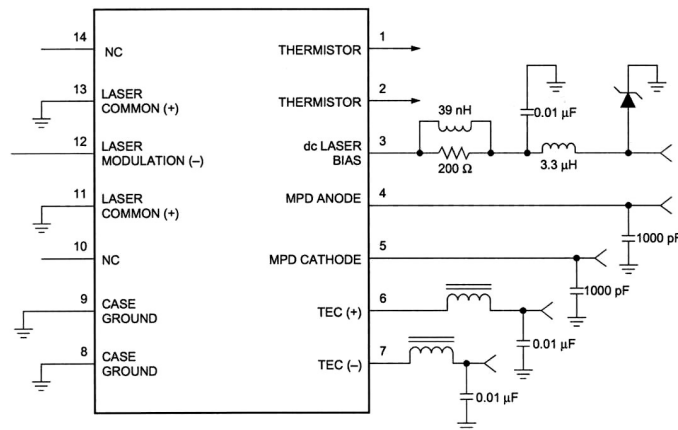 14
NC
13
LASER
COMMON (+)
12
LASER
MODULATION (–)
11
LASER
COMMON (+)
10
NC
9
CASE
GROUND
8
CASE
GROUND
1
THERMISTOR
2
THERMISTOR
3
dc LASER
BIAS
4
MPD ANODE
5
MPD CATHODE
6
TEC (+)
7
TEC (–)
39 nH
200 Ω
0.01 µF
3.3 µH
1000 pF
1000 pF
0.01 µF
0.01 µF